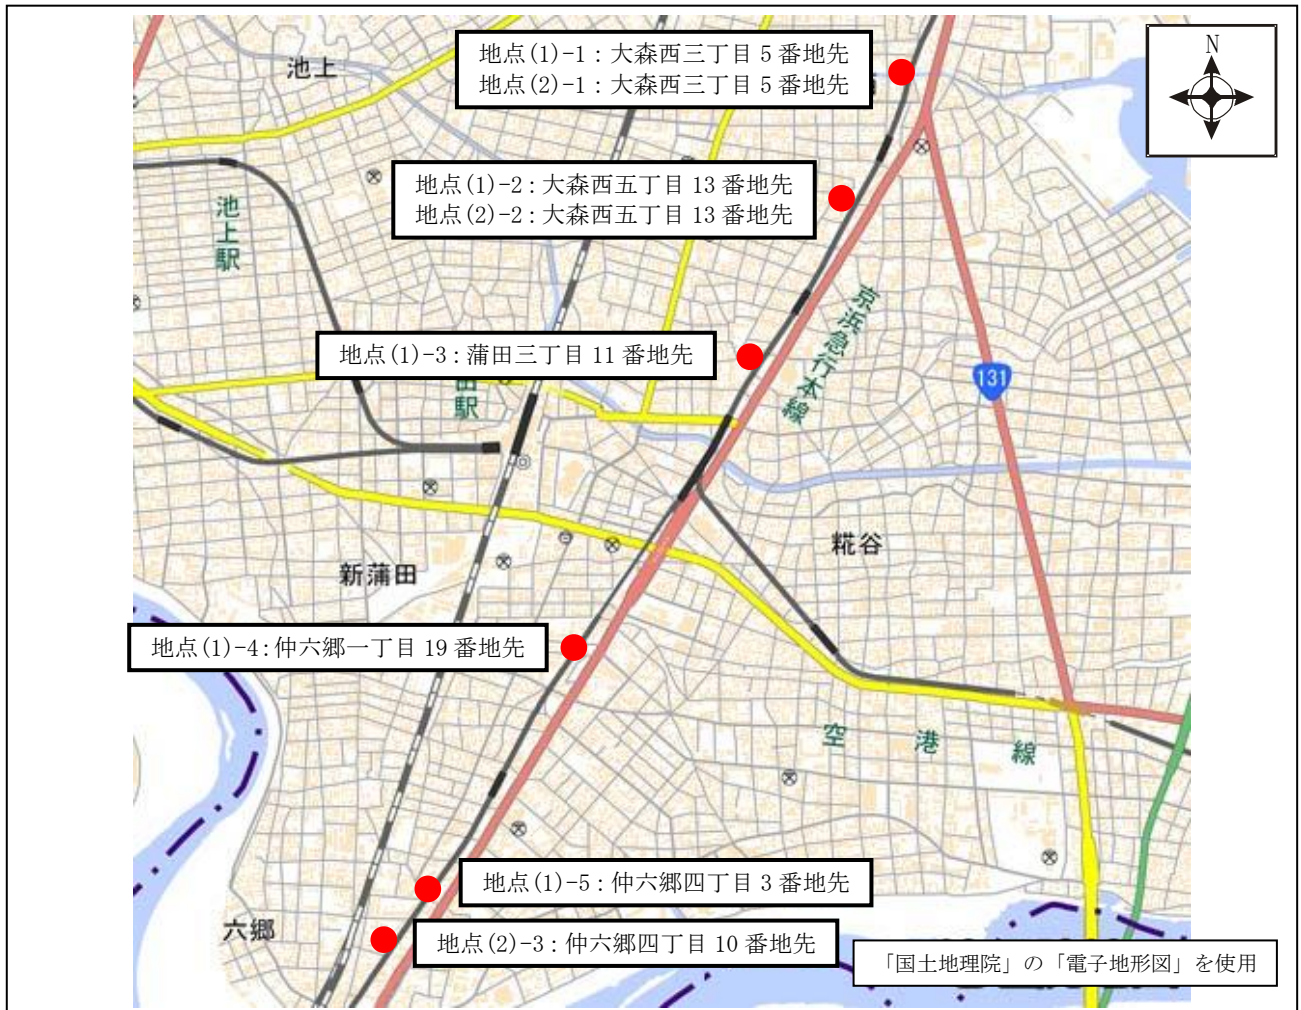 地点(1)-1：大森西三丁目 5 番地先
地点(2)-1：大森西三丁目 5 番地先
N
池上
地点(1)-2：大森西五丁目 13 番地先
地点(2)-2：大森西五丁目 13 番地先
池上駅
京浜急行本線
地点(1)-3：蒲田三丁目 11 番地先
131
田駅
糀谷
新蒲田
地点(1)-4：仲六郷一丁目 19 番地先
空港線
地点(1)-5：仲六郷四丁目 3 番地先
六郷
地点(2)-3：仲六郷四丁目 10 番地先
「国土地理院」の「電子地形図」を使用